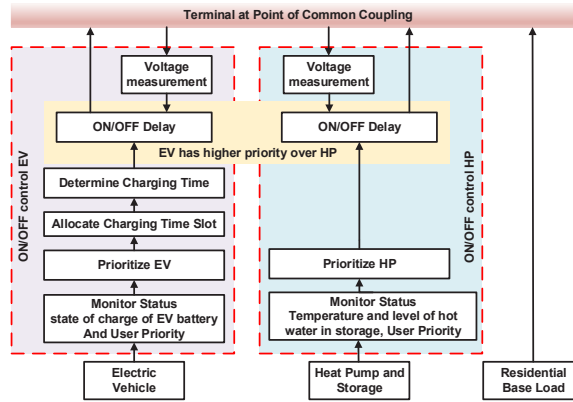 Terminal at Point of Common Coupling
Voltage
measurement
Voltage
measurement
ON/OFF Delay
ON/OFF Delay
EV has higher priority over HP
ON/OFF control EV
Determine Charging Time
Allocate Charging Time Slot
Prioritize EV
Monitor Status
state of charge of EV battery
And User Priority
Electric
Vehicle
ON/OFF control HP
Prioritize HP
Monitor Status
Temperature and level of hot
water in storage, User Priority
Heat Pump and
Storage
Residential
Base Load